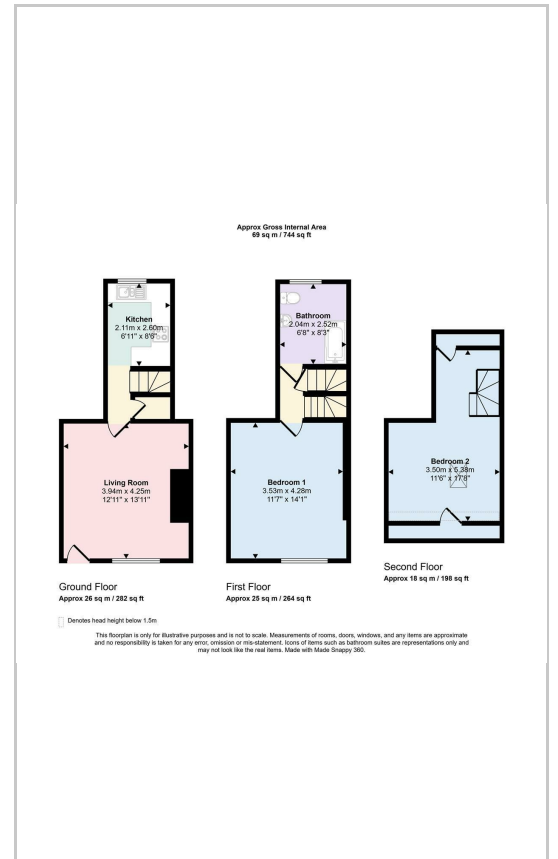 Approx Gross Internal Area
69 sq m / 744 sq ft
Kitchen
2.11m x 2.60m
6'11" x 8'6"
Bathroom
2.04m x 2.52m
6'8" x 8'3"
Living Room
3.94m x 4.25m
12'11" x 13'11"
Bedroom 1
3.53m x 4.28m
11'7" x 14'1"
Bedroom 2
3.50m x 5.38m
11'6" x 17'8"
Ground Floor
Approx 26 sq m / 282 sq ft
First Floor
Approx 25 sq m / 264 sq ft
Second Floor
Approx 18 sq m / 198 sq ft
Denotes head height below 1.5m
This floorplan is only for illustrative purposes and is not to scale. Measurements of rooms, doors, windows, and any items are approximate
and no responsibility is taken for any error, omission or mis-statement. Icons of items such as bathroom suites are representations only and
may not look like the real items. Made with Made Snappy 360.